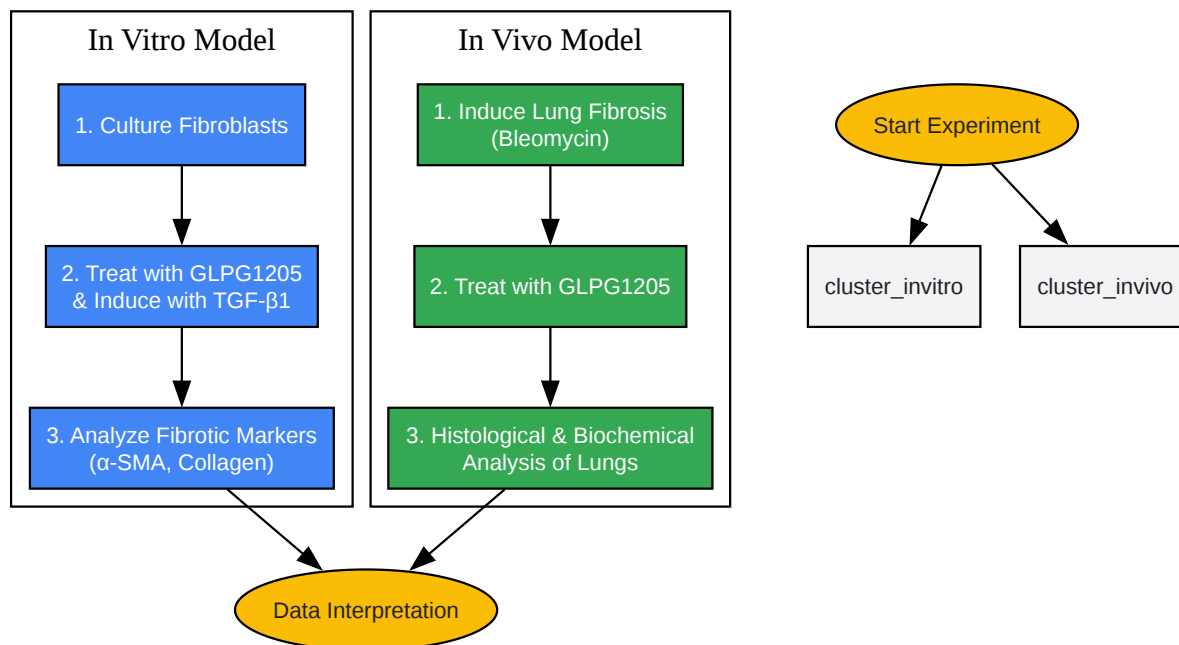 In Vitro Model
1. Culture Fibroblasts
2. Treat with GLPG1205
& Induce with TGF-β1
3. Analyze Fibrotic Markers
(α-SMA, Collagen)
In Vivo Model
1. Induce Lung Fibrosis
(Bleomycin)
2. Treat with GLPG1205
3. Histological & Biochemical
Analysis of Lungs
Data Interpretation
Start Experiment
cluster_invitro
cluster_invivo